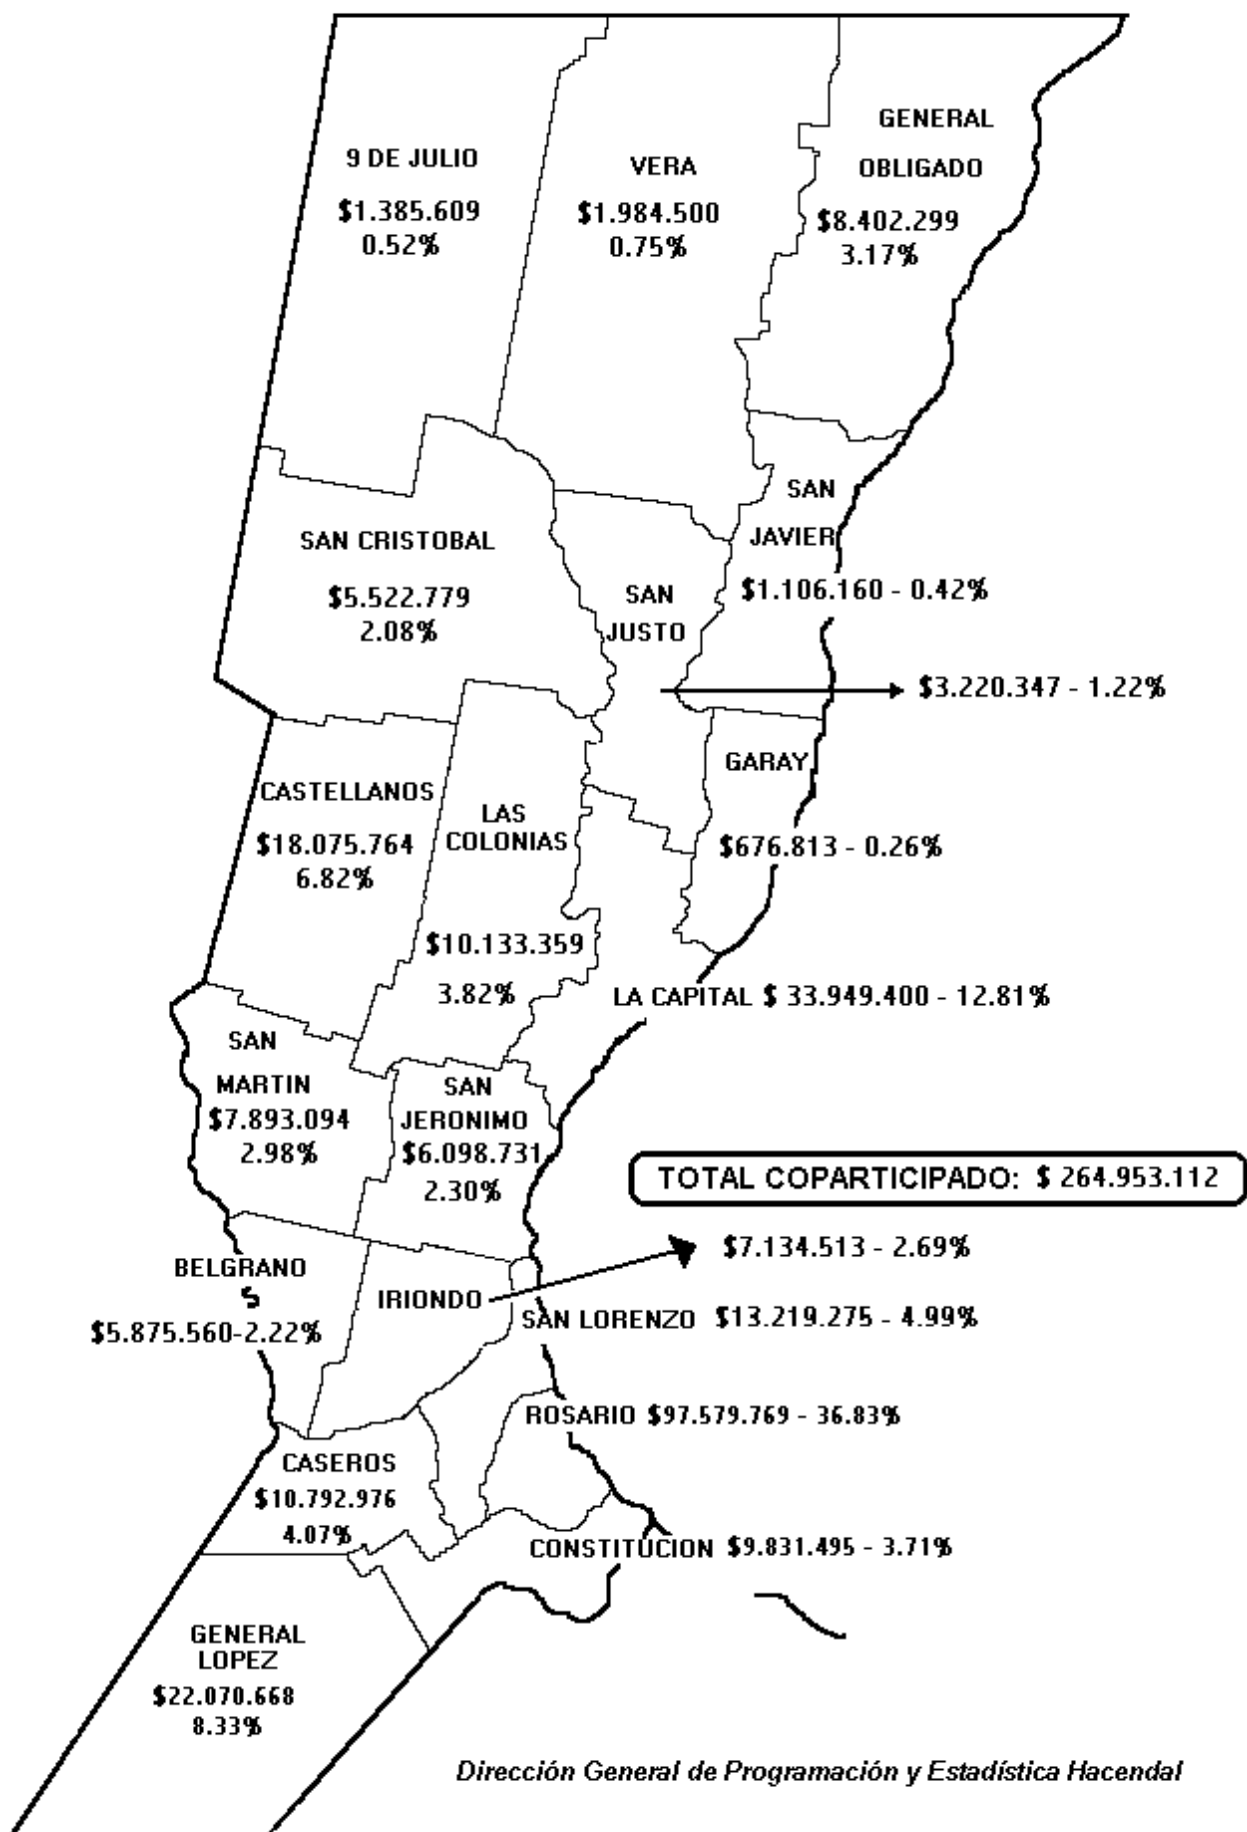 9 DE JULIO
$1.385.609
0.52%
VERA
$1.984.500
0.75%
GENERAL
OBLIGADO
$8.402.299
3.17%
SAN CRISTOBAL
$5.522.779
2.08%
SAN
JUSTO
$3.220.347 - 1.22%
SAN
JAVIER
$1.106.160 - 0.42%
CASTELLANOS
$18.075.764
6.82%
LAS
COLONIAS
$10.133.359
3.82%
GARAY
$676.813 - 0.26%
LA CAPITAL $ 33.949.400 - 12.81%
SAN
MARTIN
$7.893.094
2.98%
SAN
JERONIMO
$6.098.731
2.30%
TOTAL COPARTICIPADO: $ 264.953.112
BELGRANO
$5.875.560-2.22%
IRIONDO
$7.134.513 - 2.69%
SAN LORENZO $13.219.275 - 4.99%
ROSARIO $97.579.769 - 36.83%
CASEROS
$10.792.976
4.07%
CONSTITUCION $9.831.495 - 3.71%
GENERAL
LOPEZ
$22.070.668
8.33%
Dirección General de Programación y Estadística Hacendal